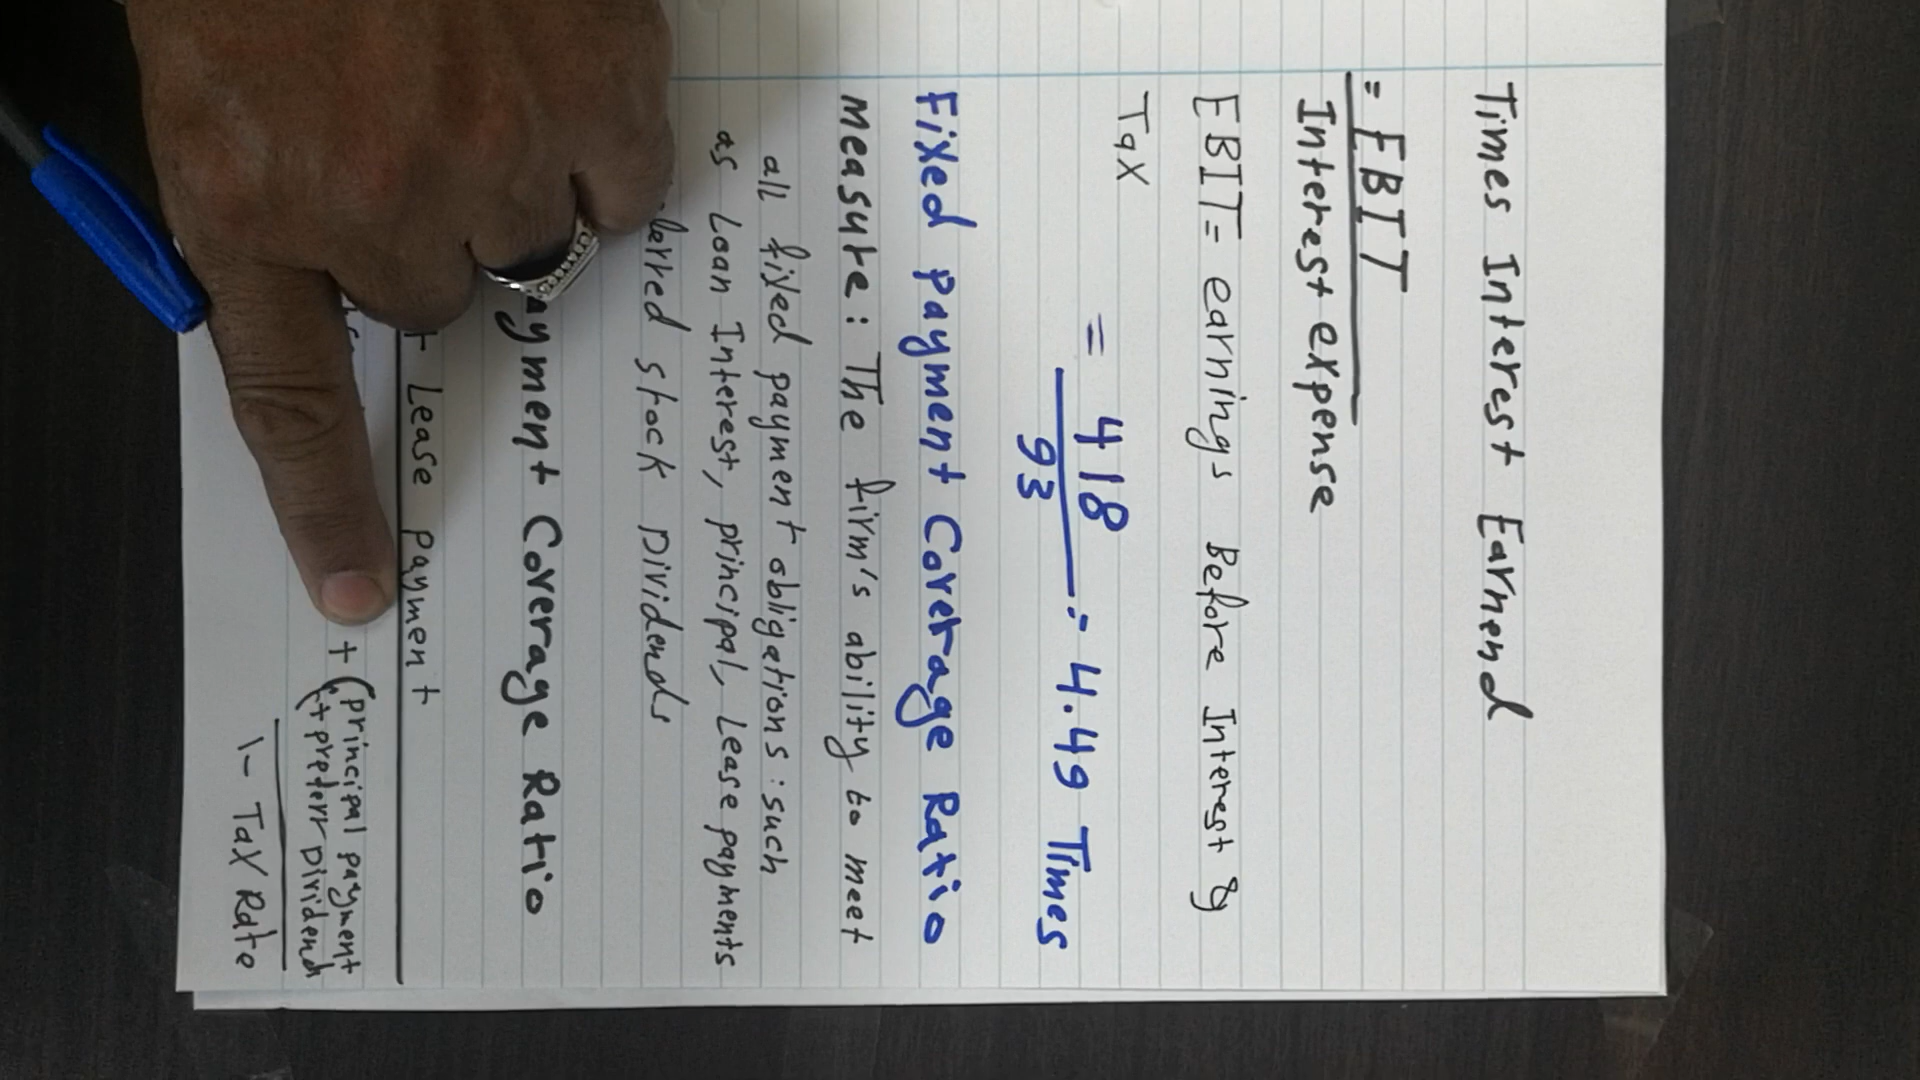 Times Interest Earnend
= EBIT
Interest expense
EBIT= earnings Before Interest &
Tax
= 418
93
= 4.49 Times
Fixed payment Coverage Ratio
measure: The firm's ability to meet
all fixed payment obligations: such
as Loan Interest, principal, Lease payments
stock Dividends
Coverage Ratio
+ Lease payment
+ (principal payment
(+ preferr Dividend
1- Tax Rate